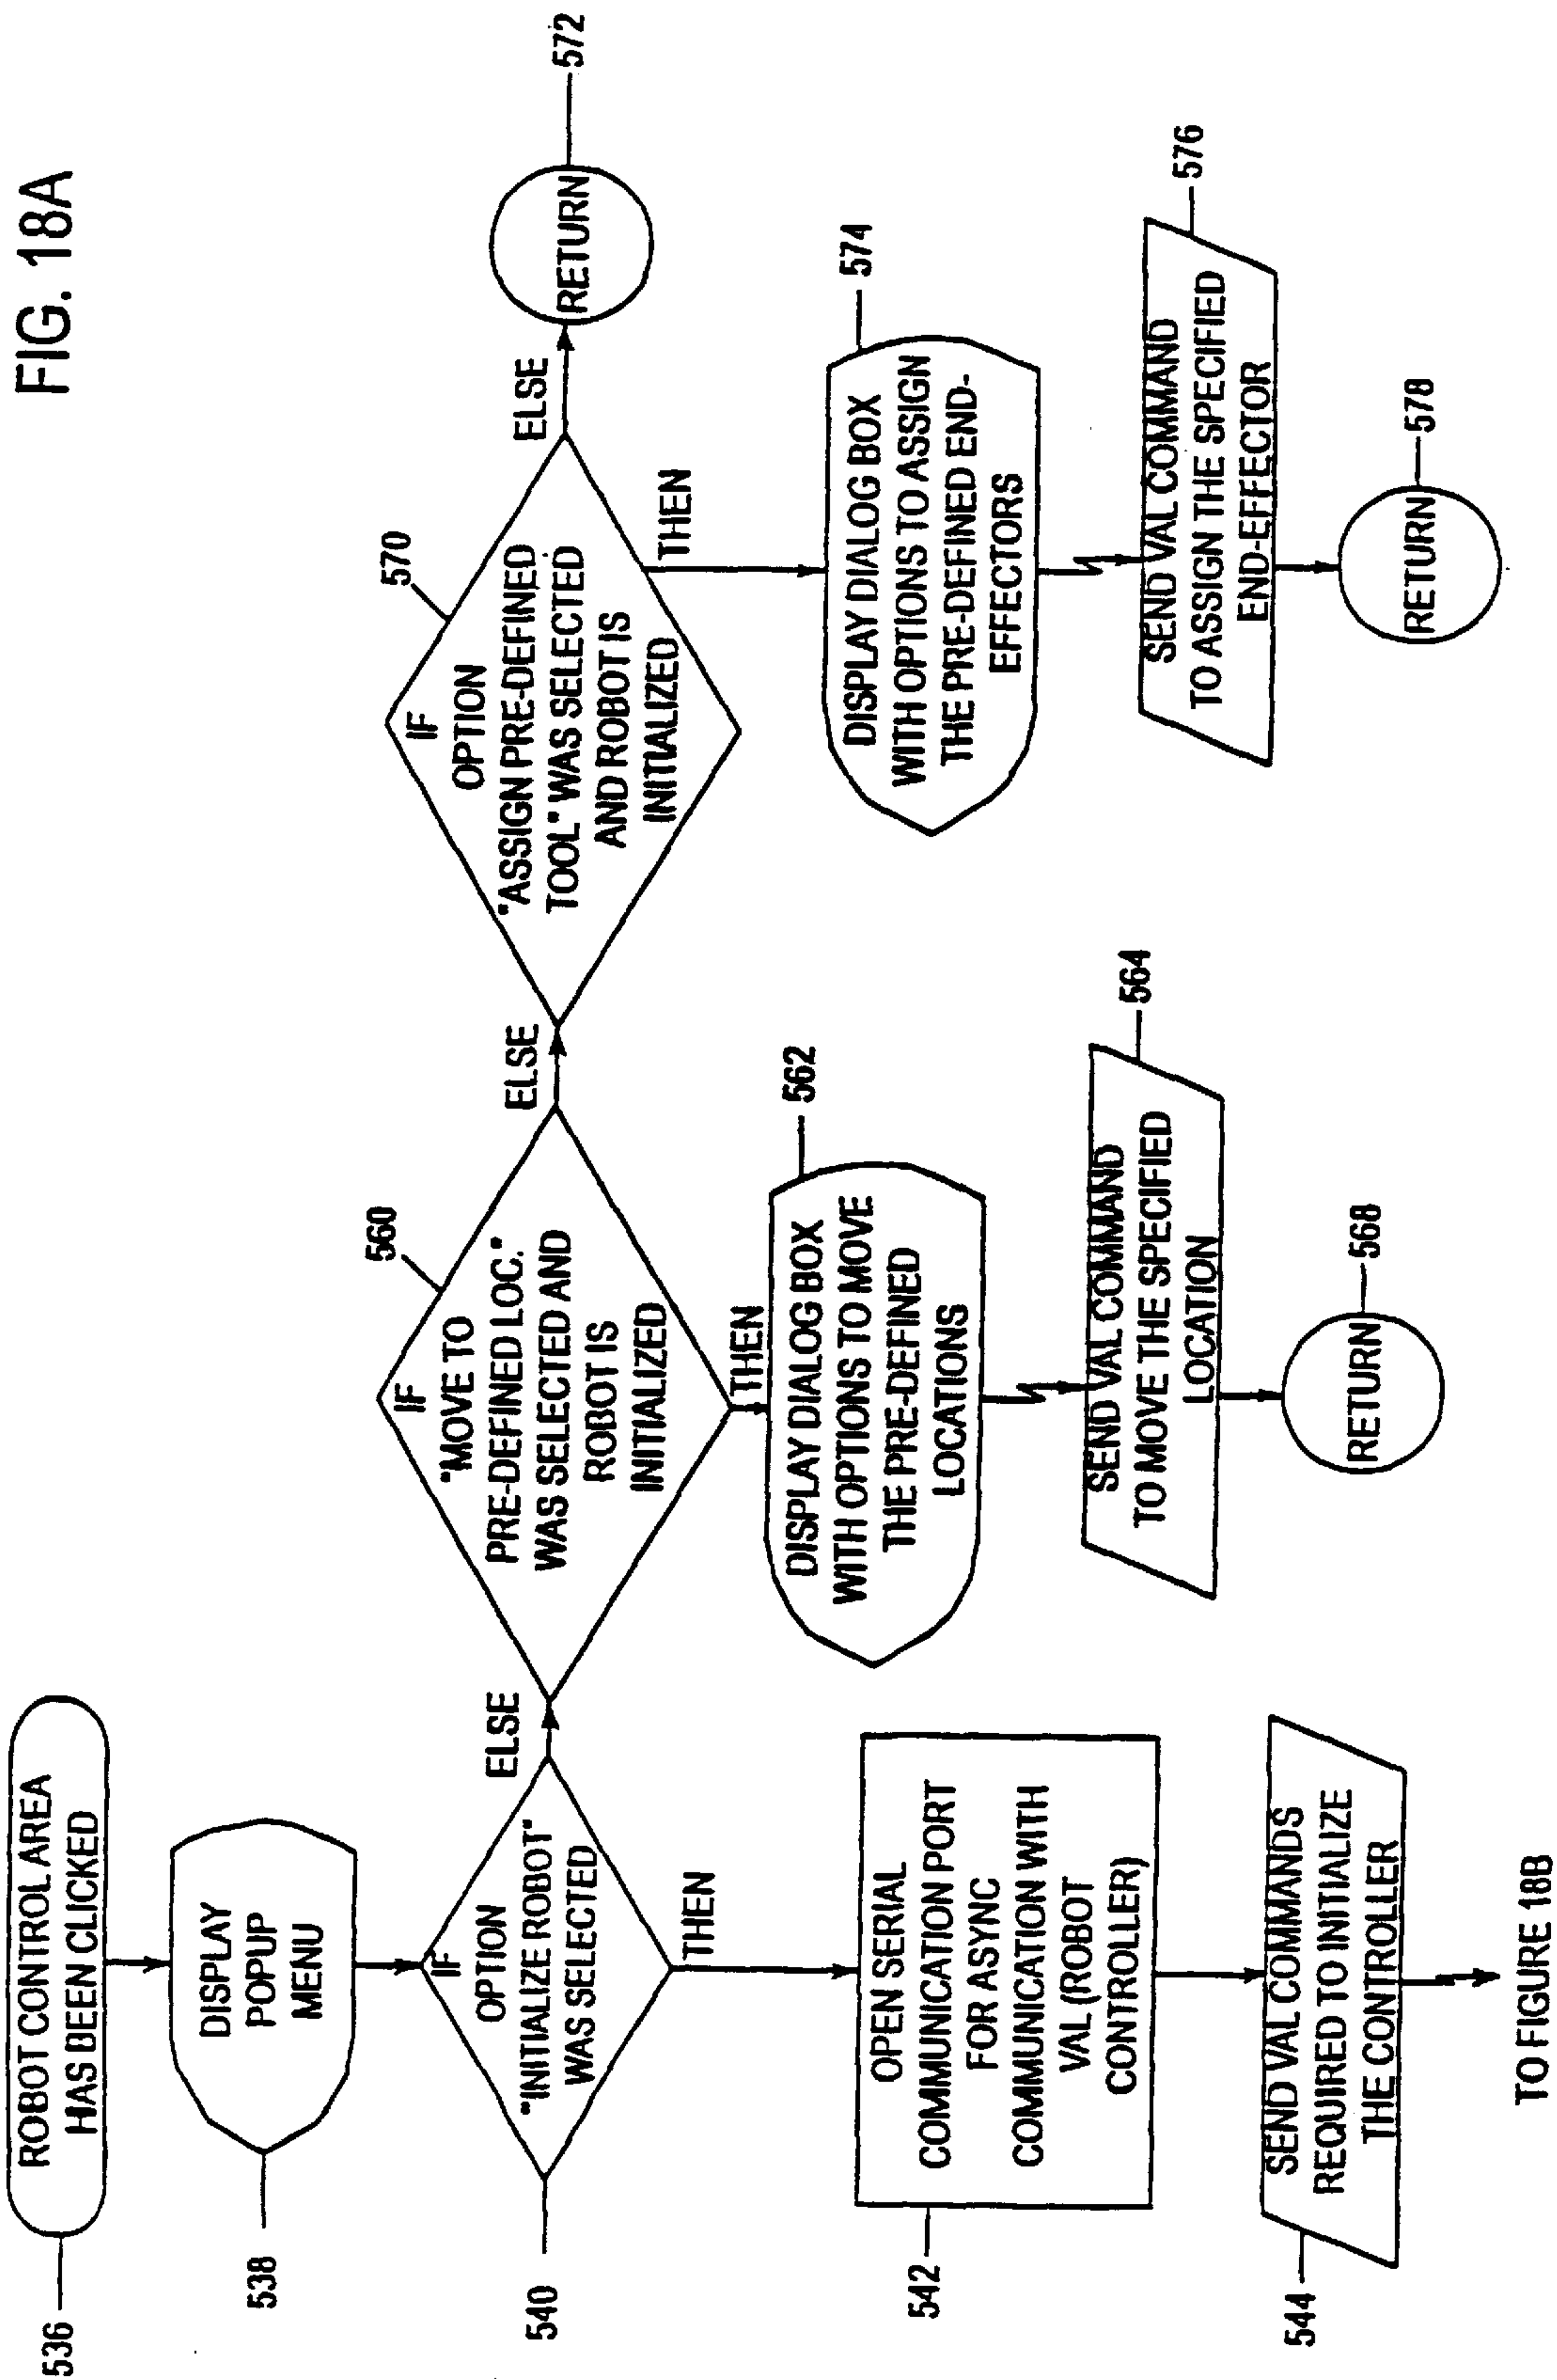 FIG. 18A
536
ROBOT CONTROL AREA
HAS BEEN CLICKED
538
DISPLAY
POPUP
MENU
540
IF
OPTION
"INITIALIZE ROBOT"
WAS SELECTED
ELSE
THEN
542
OPEN SERIAL
COMMUNICATION PORT
FOR ASYNC
COMMUNICATION WITH
VAL (ROBOT
CONTROLLER)
544
SEND VAL COMMANDS
REQUIRED TO INITIALIZE
THE CONTROLLER
TO FIGURE 18B
560
IF
"MOVE TO
PRE-DEFINED LOC."
WAS SELECTED AND
ROBOT IS
INITIALIZED
ELSE
THEN
562
DISPLAY DIALOG BOX
WITH OPTIONS TO MOVE
THE PRE-DEFINED
LOCATIONS
564
SEND VAL COMMAND
TO MOVE THE SPECIFIED
LOCATION
RETURN
568
570
IF
OPTION
"ASSIGN PRE-DEFINED
TOOL" WAS SELECTED
AND ROBOT IS
INITIALIZED
ELSE
RETURN
572
THEN
574
DISPLAY DIALOG BOX
WITH OPTIONS TO ASSIGN
THE PRE-DEFINED END-
EFFECTORS
576
SEND VAL COMMAND
TO ASSIGN THE SPECIFIED
END-EFFECTOR
RETURN
578